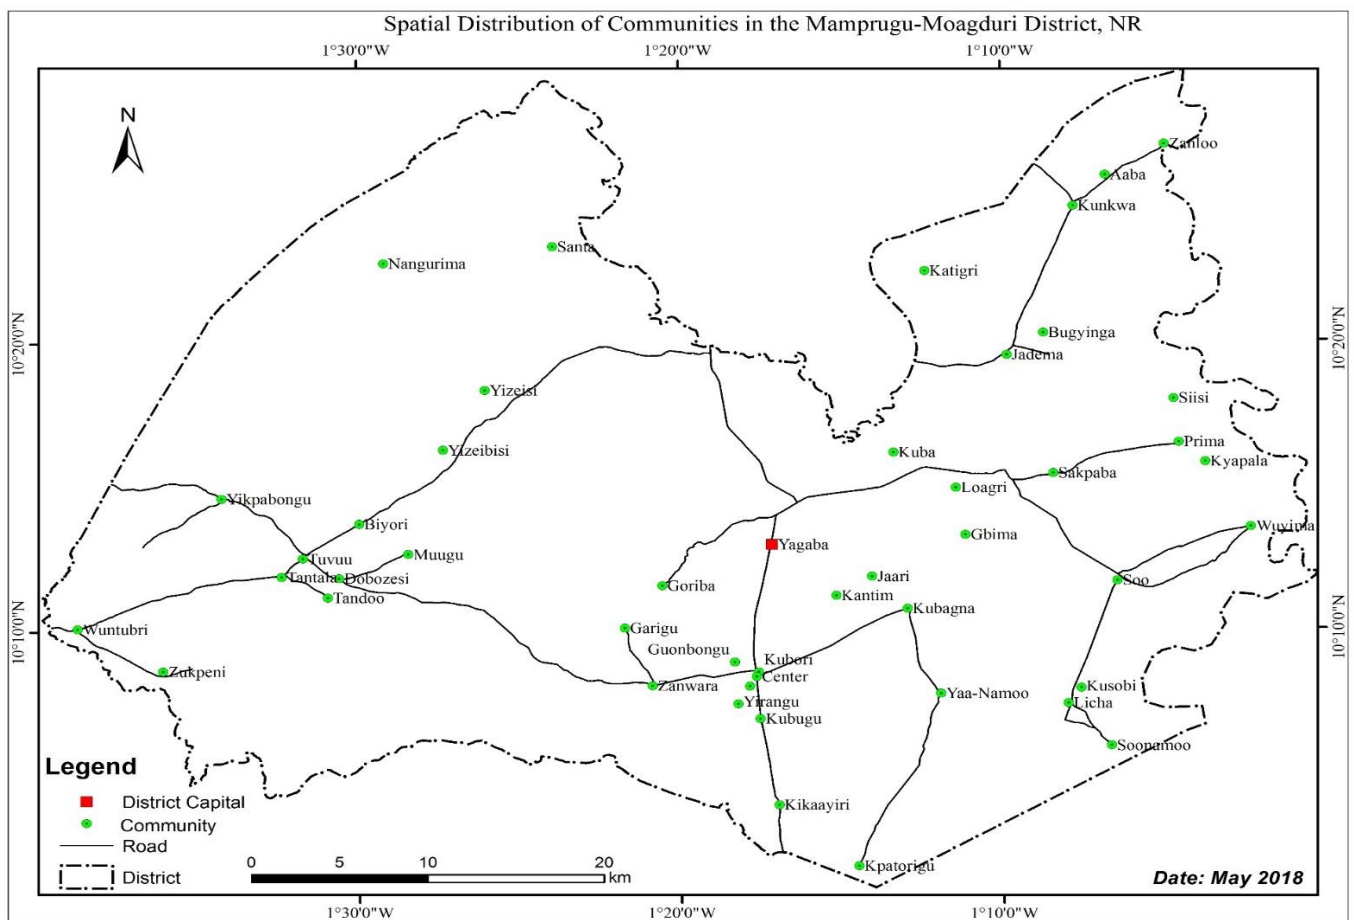 Spatial Distribution of Communities in the Mamprugu-Moagduri District, NR
1°30'0"W
1°20'0"W
1°10'0"W
N
Zanloo
Aaba
Kunkwa
Santa
Nangurima
Katigri
Bugyinga
10°20'0"N
10°20'0"N
Jadema
Yizeisi
Siisi
Prima
Yizeibisi
Kuba
Kyapala
Sakpaba
Loagri
Yikpabongu
Biyori
Wuyima
Gbima
Yagaba
Muugu
Tuvuu
Tantala
Dobozesi
Jaari
Soo
Goriba
Kantim
Tandoo
Kubagna
Wuntubri
Garigu
10°10'0"N
10°10'0"N
Guonbongu
Kubori
Zukpeni
Center
Zanwara
Kusobi
Yaa-Namoo
Yirangu
Licha
Kubugu
Soonamoo
Legend
District Capital
Kikaayiri
Community
Road
0 5 10 20
km
District
Kpatorigu
Date: May 2018
1°30'0"W
1°20'0"W
1°10'0"W